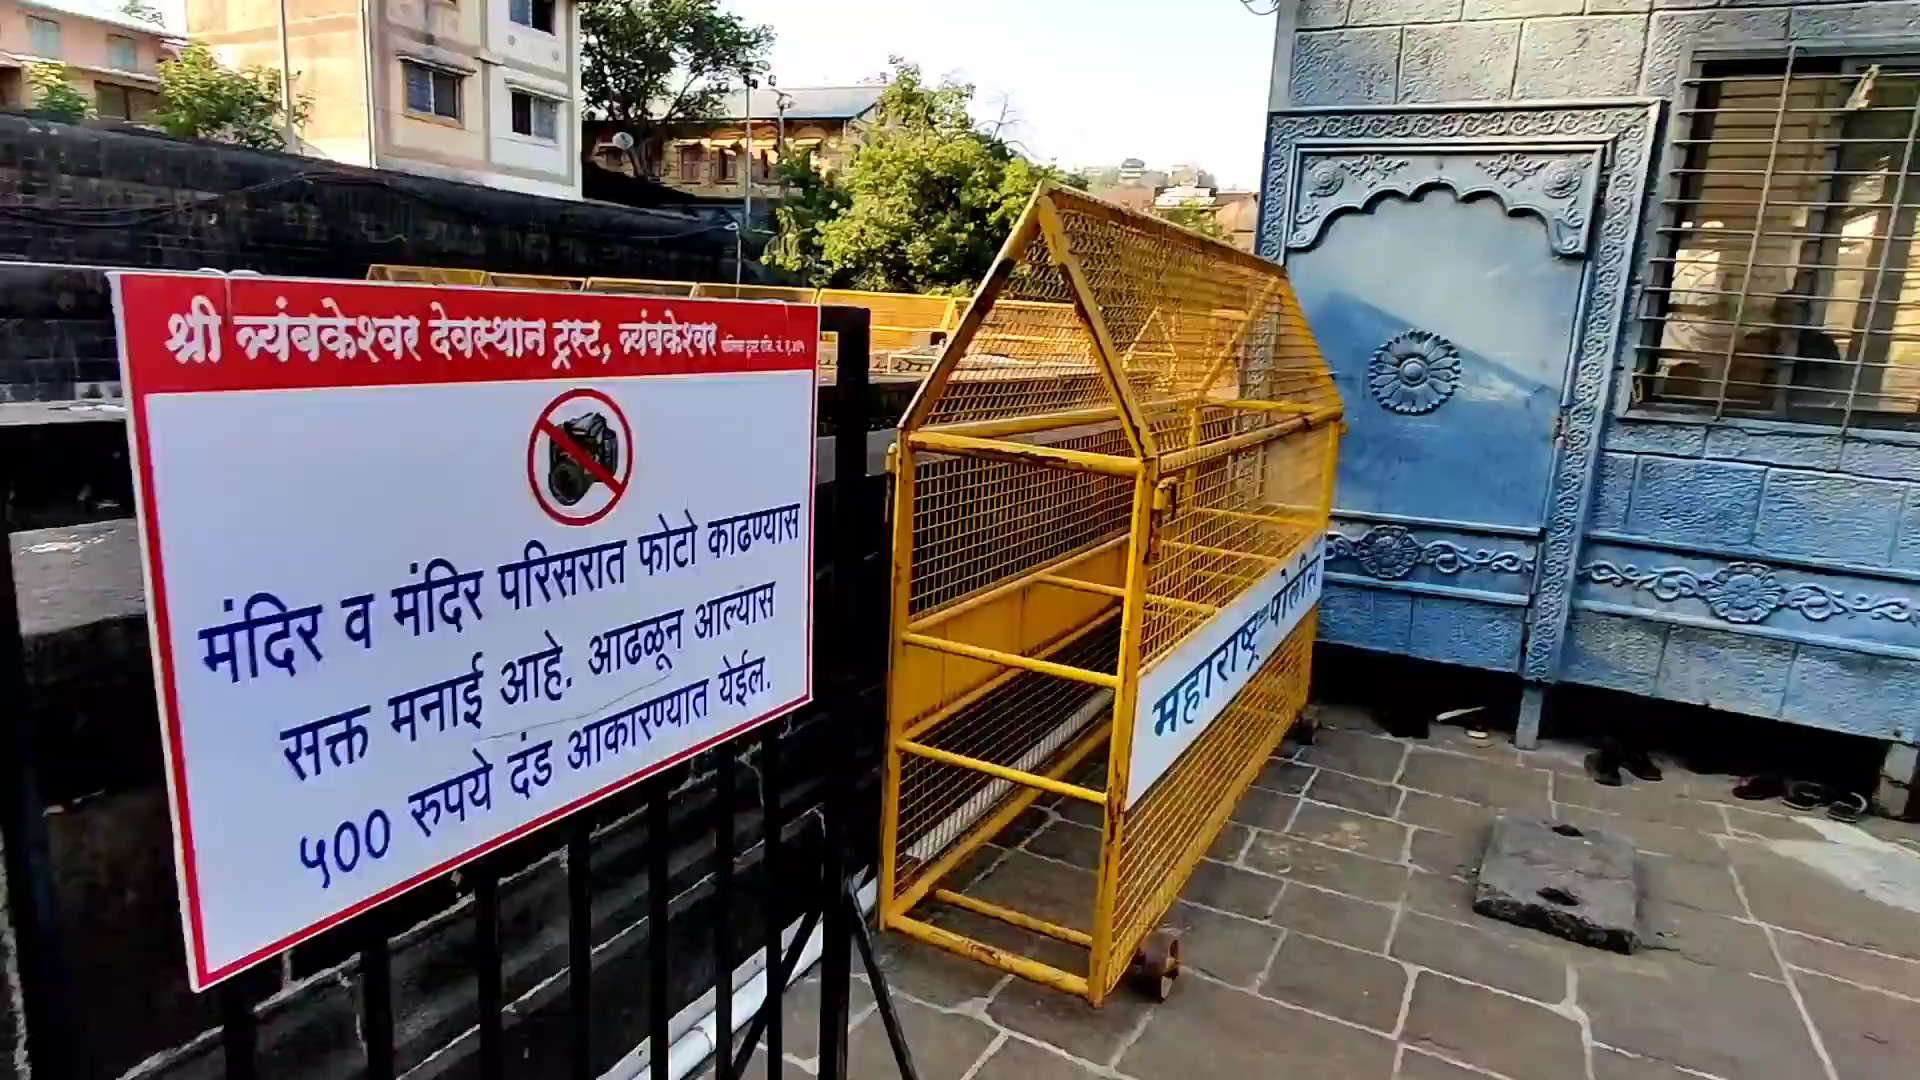 श्री त्र्यंबकेश्वर देवस्थान ट्रस्ट, त्र्यंबकेश्वर
मंदिर व मंदिर परिसरात फोटो काढण्यास
सक्त मनाई आहे. आढळून आल्यास
५00 रुपये दंड आकारण्यात येईल.
महाराष्ट्र पोलीस